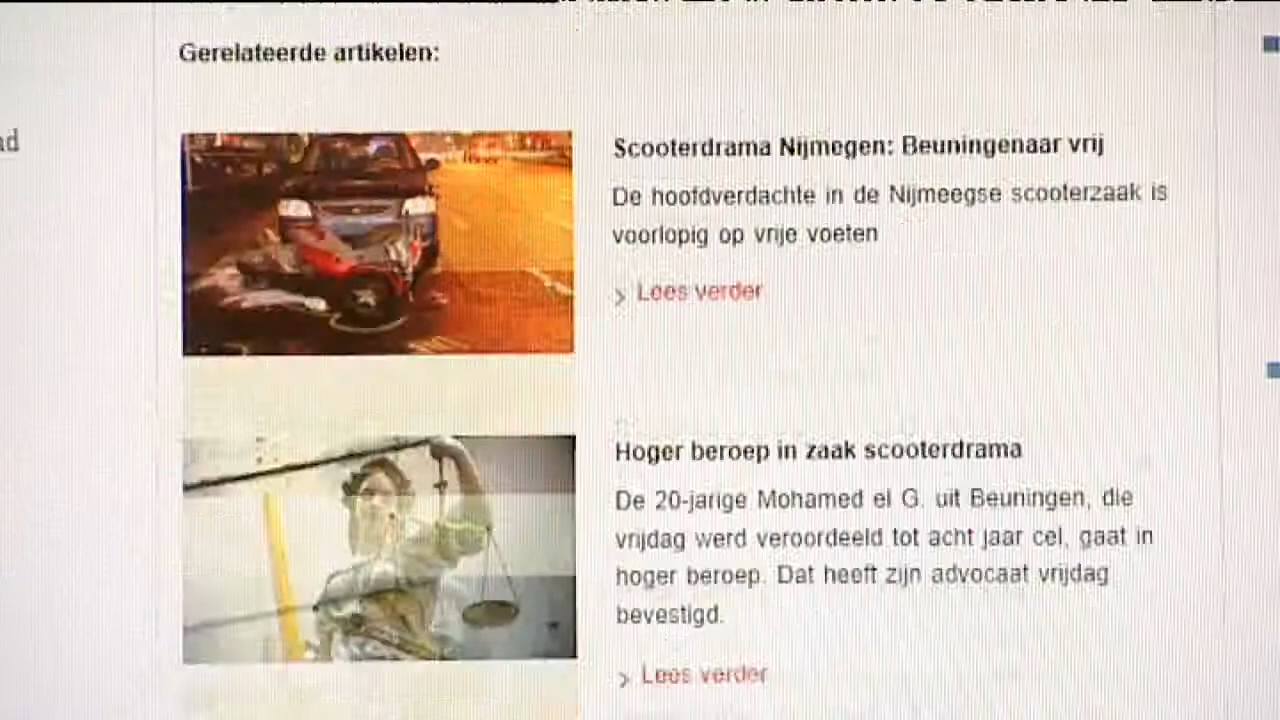 Gerelateerde artikelen:
Scooterdrama Nijmegen: Beuningenaar vrij
De hoofdverdachte in de Nijmeegse scooterzaak is
voorlopig op vrije voeten
> Lees verder
Hoger beroep in zaak scooterdrama
De 20-jarige Mohamed el G. uit Beuningen, die
vrijdag werd veroordeeld tot acht jaar cel, gaat in
hoger beroep. Dat heeft zijn advocaat vrijdag
bevestigd.
> Lees verder